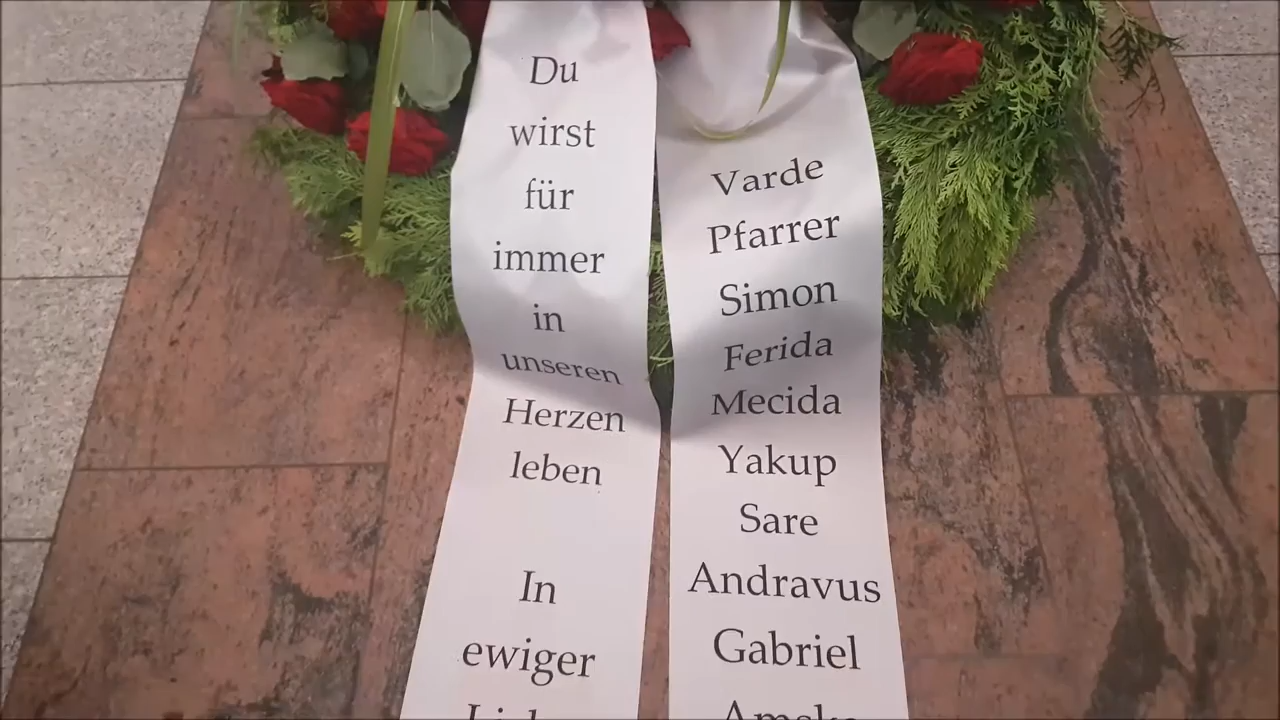 Du
wirst
für
immer
in
unseren
Herzen
leben
In
ewiger
Varde
Pfarrer
Simon
Ferida
Mecida
Yakup
Sare
Andravus
Gabriel